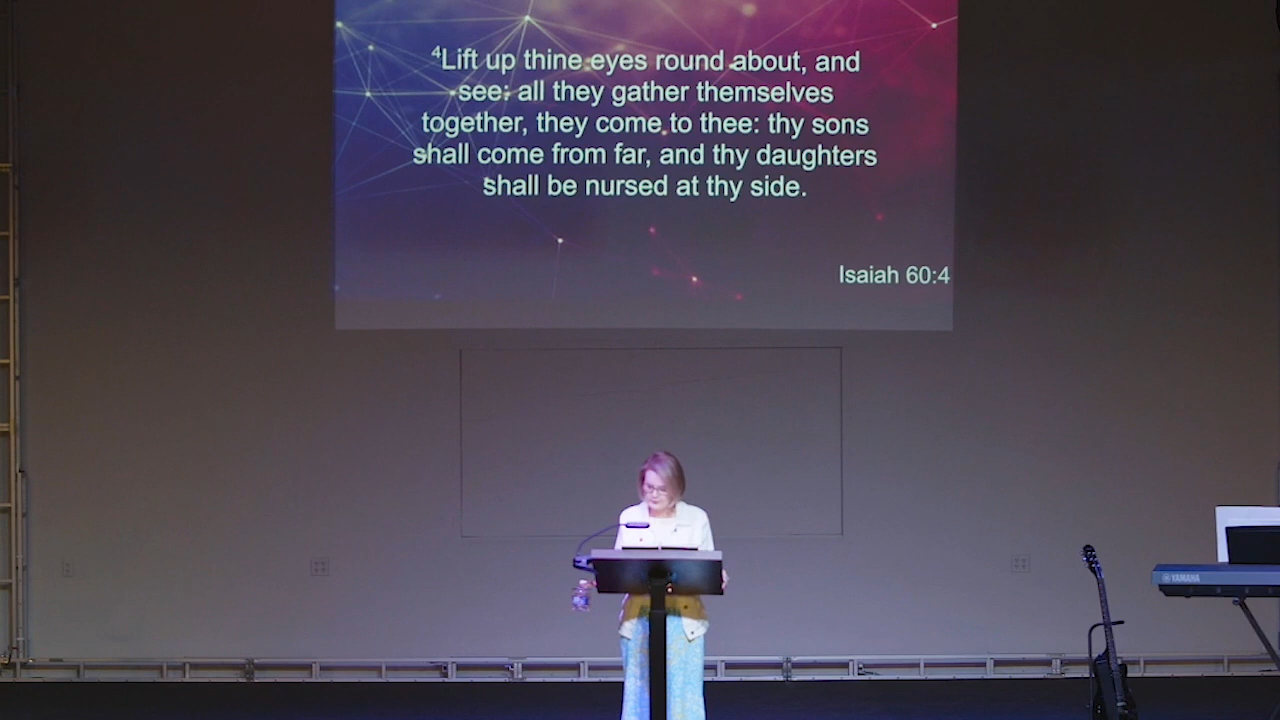 ⁴Lift up thine eyes round about, and
see: all they gather themselves
together, they come to thee: thy sons
shall come from far, and thy daughters
shall be nursed at thy side.
Isaiah 60:4
YAMAHA